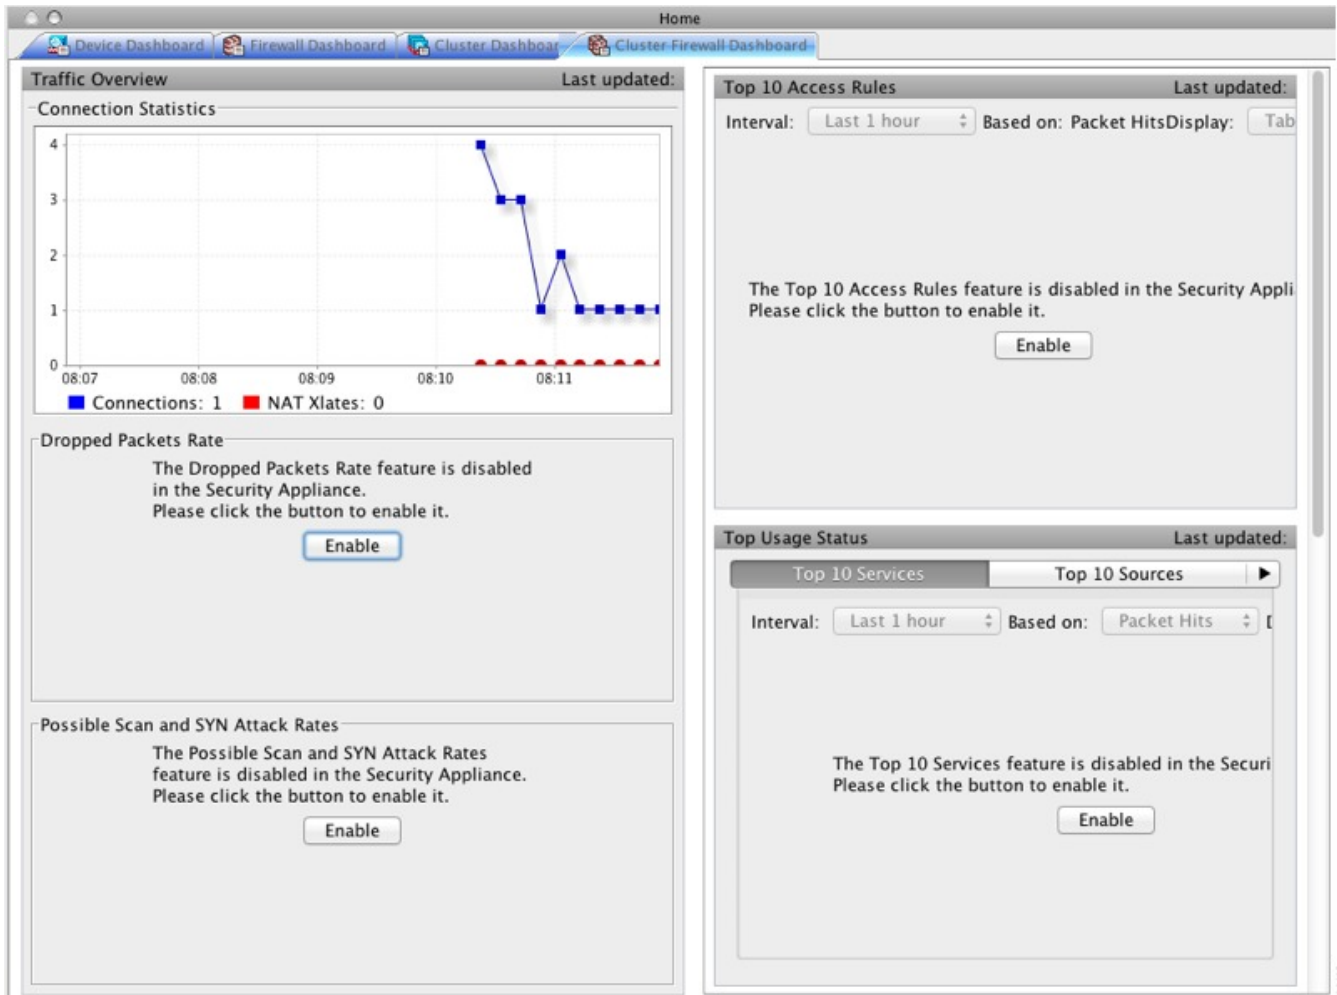 Home
Device Dashboard
Firewall Dashboard
Cluster Dashboar
Cluster Firewall Dashboard
Traffic Overview
Last updated:
Connection Statistics
4
3
2
1
0
08:07
08:08
08:09
08:10
08:11
Connections: 1
NAT Xlates: 0
Dropped Packets Rate
The Dropped Packets Rate feature is disabled
in the Security Appliance.
Please click the button to enable it.
Enable
Possible Scan and SYN Attack Rates
The Possible Scan and SYN Attack Rates
feature is disabled in the Security Appliance.
Please click the button to enable it.
Enable
Top 10 Access Rules
Last updated:
Interval: Last 1 hour Based on: Packet HitsDisplay: Tab
The Top 10 Access Rules feature is disabled in the Security Appli
Please click the button to enable it.
Enable
Top Usage Status
Last updated:
Top 10 Services
Top 10 Sources
Interval: Last 1 hour Based on: Packet Hits
The Top 10 Services feature is disabled in the Securi
Please click the button to enable it.
Enable